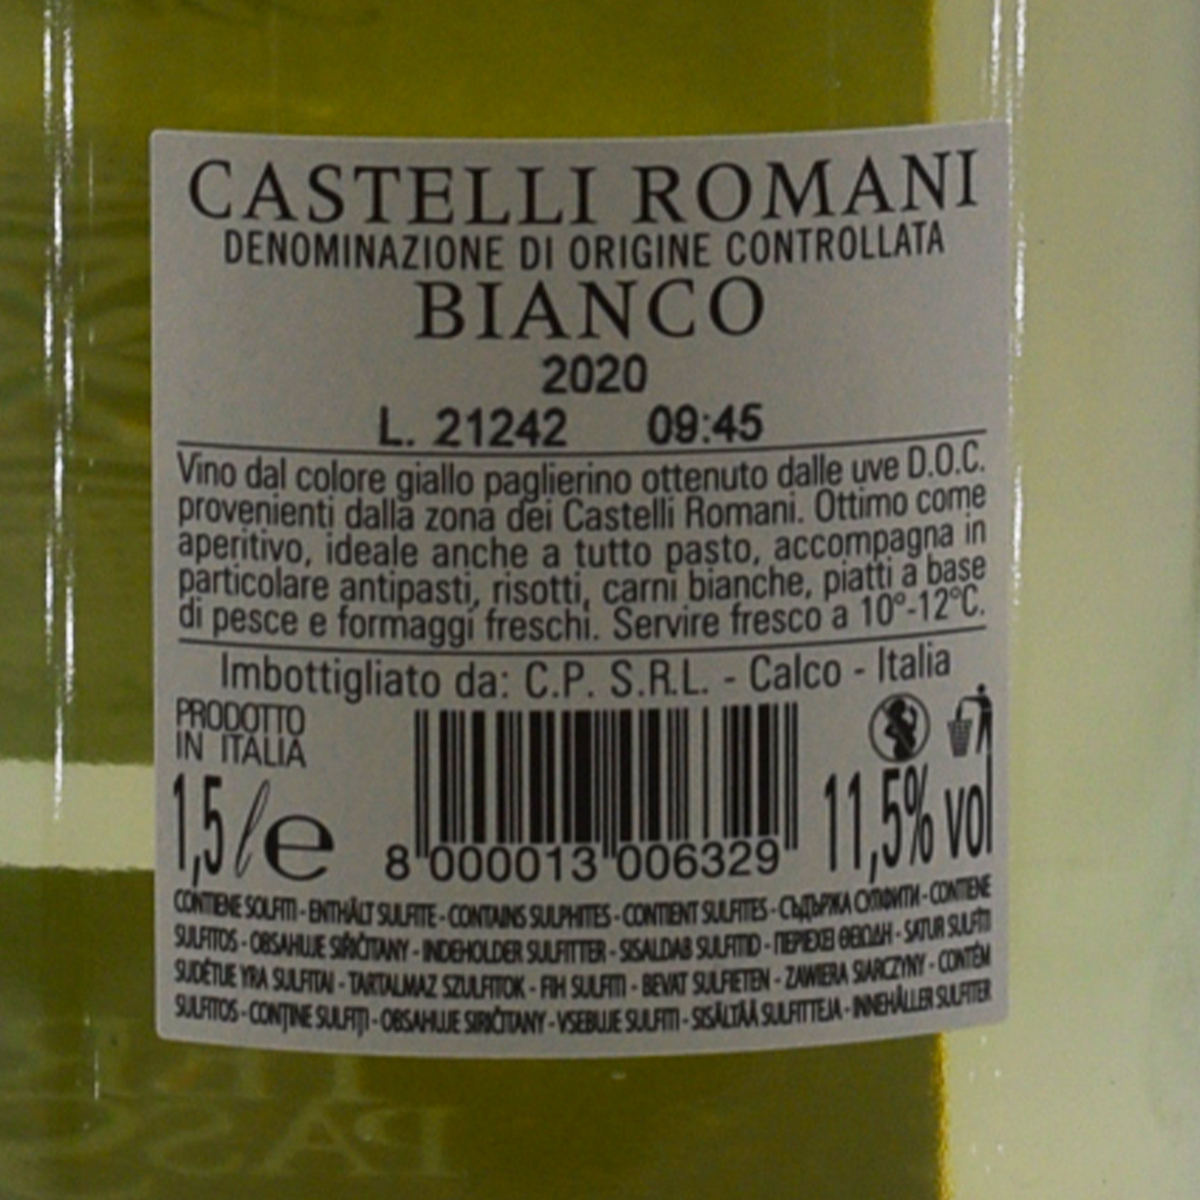 CASTELLI ROMANI
DENOMINAZIONE DI ORIGINE CONTROLLATA
BIANCO
2020
L. 21242 09:45
Vino dal colore giallo paglierino ottenuto dalle uve D.O.C.
provenienti dalla zona dei Castelli Romani. Ottimo come
aperitivo, ideale anche a tutto pasto, accompagna in
particolare antipasti, risotti, carni bianche, piatti a base
di pesce e formaggi freschi. Servire fresco a 10°-12°C.
Imbottigliato da: C.P. S.R.L. - Calco - Italia
PRODOTTO
IN ITALIA
1,5 l e
8 000013 006329
11,5% vol
CONTIENE SOLFITI - ENTHÄLT SULFITE - CONTAINS SULPHITES - CONTIENT SULFITES - СЪДЪРЖА СУЛФИТИ - CONTIENE
SULFITOS - OBSAHUJE SIŘIČITANY - INDEHOLDER SULFITTER - SISALDAB SULFITID - ΠΕΡΙΕΧΕΙ ΘΕΙΩΔΗ - SATUR SULFĪTI
SUDĖTYJE YRA SULFITAI - TARTALMAZ SZULFITOK - FIH SULFITI - BEVAT SULFIETEN - ZAWIERA SIARCZYNY - CONTÉM
SULFITOS - CONȚINE SULFIȚI - OBSAHUJE SIRIČITANY - VSEBUJE SULFITI - SISÄLTÄÄ SULFIITTEJA - INNEHÅLLER SULFITER